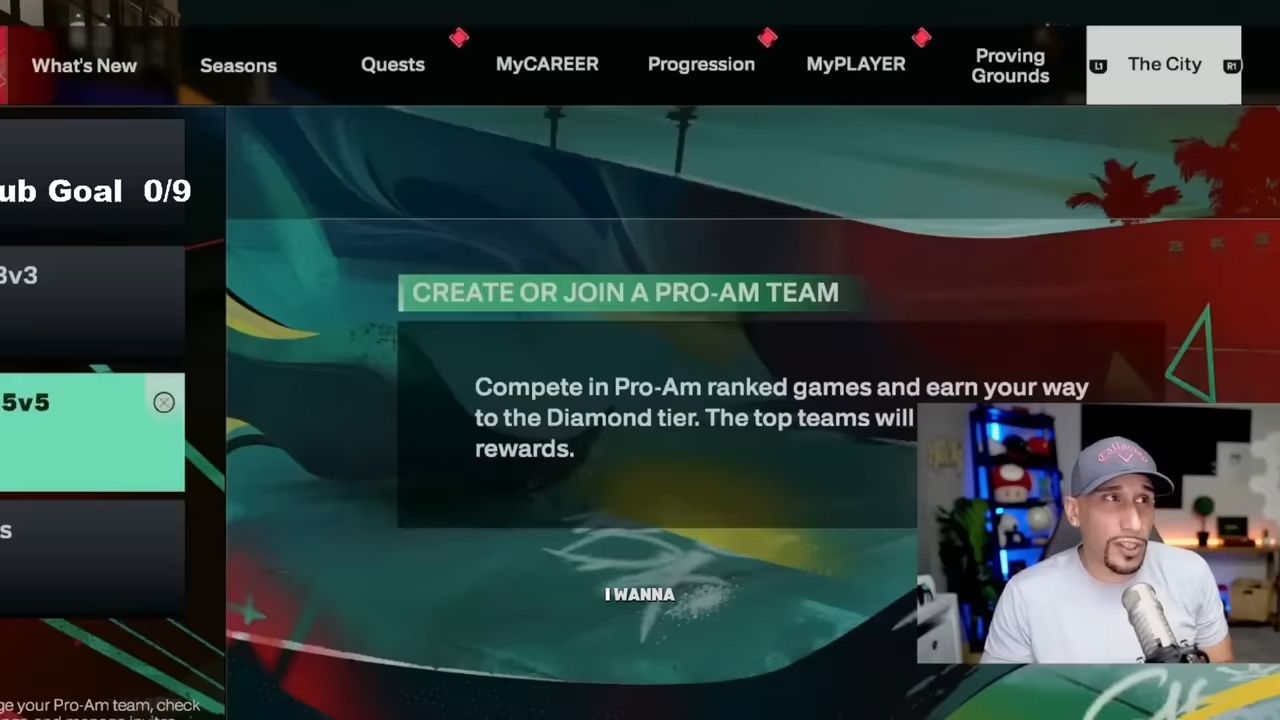 What's New
Seasons
Quests
MyCAREER
Progression
MyPLAYER
Proving
Grounds
L1
The City
R1
ub Goal 0/9
3v3
CREATE OR JOIN A PRO-AM TEAM
Compete in Pro-Am ranked games and earn your way
to the Diamond tier. The top teams will
rewards.
5v5
s
I WANNA
Callaway
ge your Pro-Am team, check